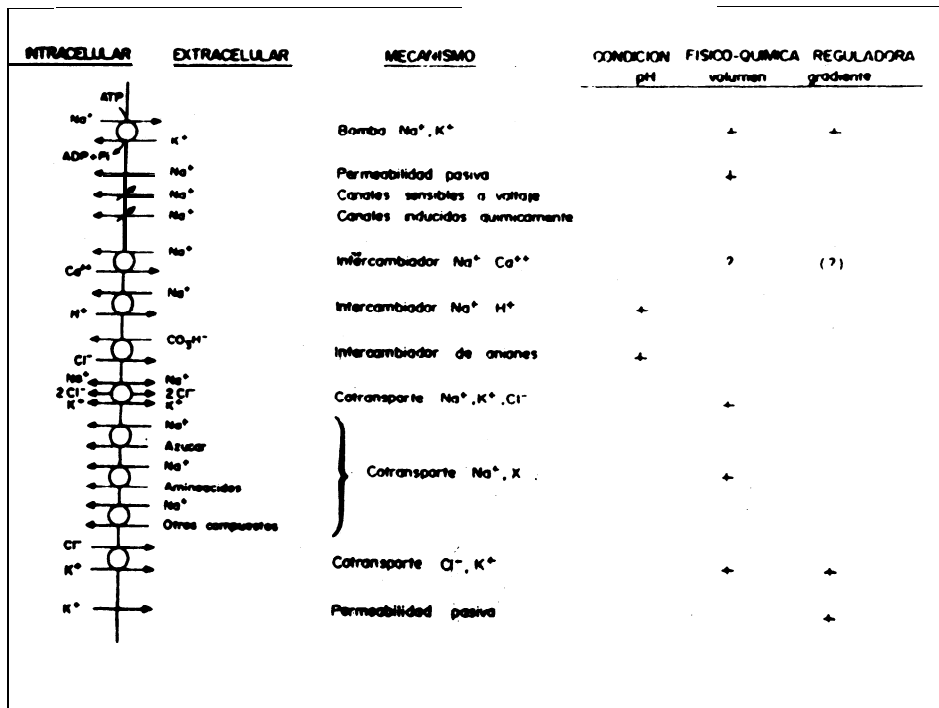 INTRACELULAR EXTRACELULAR MECANISMO CONDICION FISICO-QUIMICA REGULADORA
pH volumen gradiente
ATP
Na⁺
Bomba Na⁺, K⁺ + +
K⁺
ADP+Pi
Na⁺ Permeabilidad pasiva +
Na⁺ Canales sensibles a voltaje
Na⁺ Canales inducidos quimicamente
Na⁺
Intercambiador Na⁺ Ca⁺⁺ ? (?)
Ca⁺⁺
Na⁺
Intercambiador Na⁺ H⁺ +
H⁺
CO₃H⁻
Intercambiador de aniones +
Cl⁻
Na⁺ Na⁺
2Cl⁻ 2Cl⁻ Cotransporte Na⁺, K⁺, Cl⁻ +
K⁺ K⁺
Na⁺
Azucar
Na⁺ Cotransporte Na⁺, X +
Aminoacidos
Na⁺
Otros compuestos
Cl⁻
Cotransporte Cl⁻, K⁺ + +
K⁺
K⁺ Permeabilidad pasiva +